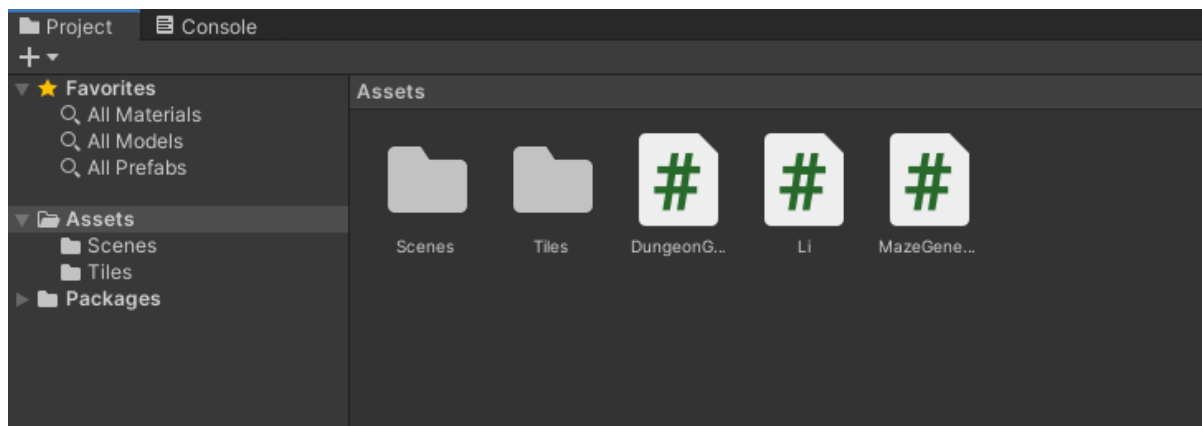 Project
Console
Favorites
All Materials
All Models
All Prefabs
Assets
Scenes
Tiles
Packages
Assets
Scenes
Tiles
DungeonG...
Li
MazeGene...